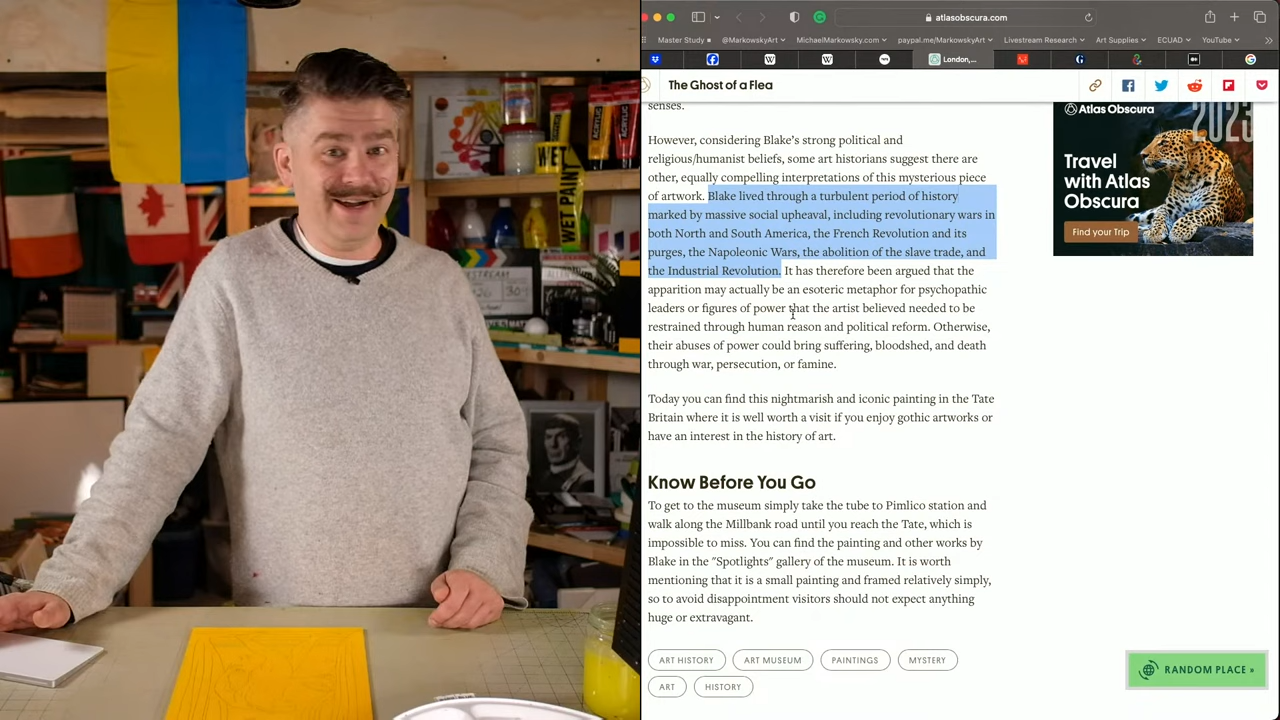 atlasobscura.com
Master Study
@MarkowskyArt
MichaelMarkowsky.com
paypal.me/MarkowskyArt
Livestream Research
Art Supplies
ECUAD
YouTube
London,...
The Ghost of a Flea
senses.
However, considering Blake's strong political and
religious/humanist beliefs, some art historians suggest there are
other, equally compelling interpretations of this mysterious piece
of artwork. Blake lived through a turbulent period of history
marked by massive social upheaval, including revolutionary wars in
both North and South America, the French Revolution and its
purges, the Napoleonic Wars, the abolition of the slave trade, and
the Industrial Revolution. It has therefore been argued that the
apparition may actually be an esoteric metaphor for psychopathic
leaders or figures of power that the artist believed needed to be
restrained through human reason and political reform. Otherwise,
their abuses of power could bring suffering, bloodshed, and death
through war, persecution, or famine.
Today you can find this nightmarish and iconic painting in the Tate
Britain where it is well worth a visit if you enjoy gothic artworks or
have an interest in the history of art.
Know Before You Go
To get to the museum simply take the tube to Pimlico station and
walk along the Millbank road until you reach the Tate, which is
impossible to miss. You can find the painting and other works by
Blake in the "Spotlights" gallery of the museum. It is worth
mentioning that it is a small painting and framed relatively simply,
so to avoid disappointment visitors should not expect anything
huge or extravagant.
ART HISTORY
ART MUSEUM
PAINTINGS
MYSTERY
ART
HISTORY
Atlas Obscura
2023
Travel
with Atlas
Obscura
Find your Trip
RANDOM PLACE »
WET
WET PAINT